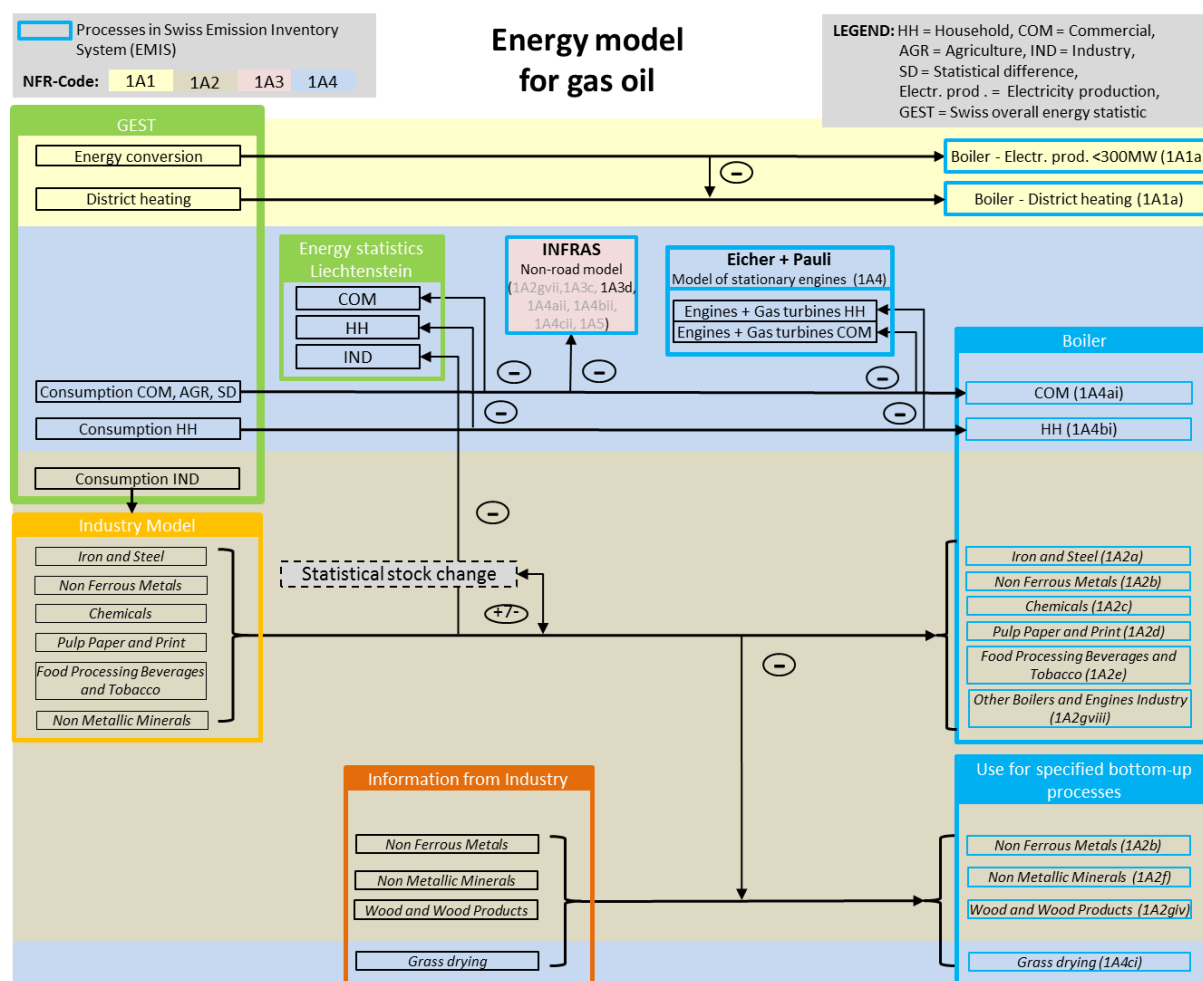 Processes in Swiss Emission Inventory
System (EMIS)
NFR-Code: 1A1 1A2 1A3 1A4
Energy model
for gas oil
LEGEND: HH = Household, COM = Commercial,
AGR = Agriculture, IND = Industry,
SD = Statistical difference,
Electr. prod . = Electricity production,
GEST = Swiss overall energy statistic
GEST
Energy conversion
Boiler - Electr. prod. <300MW (1A1a
-
District heating
Boiler - District heating (1A1a)
Energy statistics
Liechtenstein
COM
HH
IND
INFRAS
Non-road model
(1A2gvii,1A3c, 1A3d,
1A4aii, 1A4bii,
1A4cii, 1A5)
Eicher + Pauli
Model of stationary engines (1A4)
Engines + Gas turbines HH
Engines + Gas turbines COM
Boiler
- - -
Consumption COM, AGR, SD
COM (1A4ai)
- -
Consumption HH
HH (1A4bi)
Consumption IND
-
Industry Model
Iron and Steel
Non Ferrous Metals
Chemicals
Pulp Paper and Print
Food Processing Beverages
and Tobacco
Non Metallic Minerals
Statistical stock change
+7-
-
Iron and Steel (1A2a)
Non Ferrous Metals (1A2b)
Chemicals (1A2c)
Pulp Paper and Print (1A2d)
Food Processing Beverages and
Tobacco (1A2e)
Other Boilers and Engines Industry
(1A2gviii)
Information from Industry
Non Ferrous Metals
Non Metallic Minerals
Wood and Wood Products
Grass drying
Use for specified bottom-up
processes
Non Ferrous Metals (1A2b)
Non Metallic Minerals (1A2f)
Wood and Wood Products (1A2giv)
Grass drying (1A4ci)